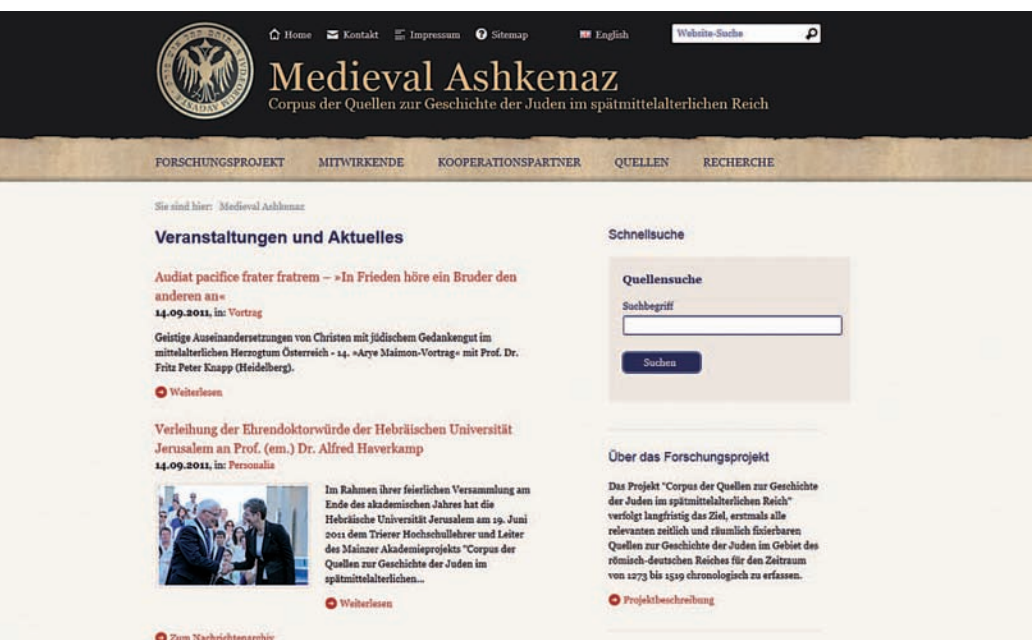 Home Kontakt Impressum Sitemap English Website-Suche
Medieval Ashkenaz
Corpus der Quellen zur Geschichte der Juden im spätmittelalterlichen Reich
FORSCHUNGSPROJEKT MITWIRKENDE KOOPERATIONSPARTNER QUELLEN RECHERCHE
Sie sind hier: Medieval Ashkenaz
Veranstaltungen und Aktuelles
Audiat pacifice frater fratrem – »In Frieden höre ein Bruder den
anderen an«
14.09.2011, in: Vortrag
Geistige Auseinandersetzungen von Christen mit jüdischem Gedankengut im
mittelalterlichen Herzogtum Österreich - 14. »Arye Maimon-Vortrag« mit Prof. Dr.
Fritz Peter Knapp (Heidelberg).
Weiterlesen
Verleihung der Ehrendoktorwürde der Hebräischen Universität
Jerusalem an Prof. (em.) Dr. Alfred Haverkamp
14.09.2011, in: Personalia
Im Rahmen ihrer feierlichen Versammlung am
Ende des akademischen Jahres hat die
Hebräische Universität Jerusalem am 19. Juni
2011 dem Trierer Hochschullehrer und Leiter
des Mainzer Akademieprojekts "Corpus der
Quellen zur Geschichte der Juden im
spätmittelalterlichen...
Weiterlesen
Zum Nachrichtenarchiv
Schnellsuche
Quellensuche
Suchbegriff
Suchen
Über das Forschungsprojekt
Das Projekt "Corpus der Quellen zur Geschichte
der Juden im spätmittelalterlichen Reich"
verfolgt langfristig das Ziel, erstmals alle
relevanten zeitlich und räumlich fixierbaren
Quellen zur Geschichte der Juden im Gebiet des
römisch-deutschen Reiches für den Zeitraum
von 1273 bis 1519 chronologisch zu erfassen.
Projektbeschreibung